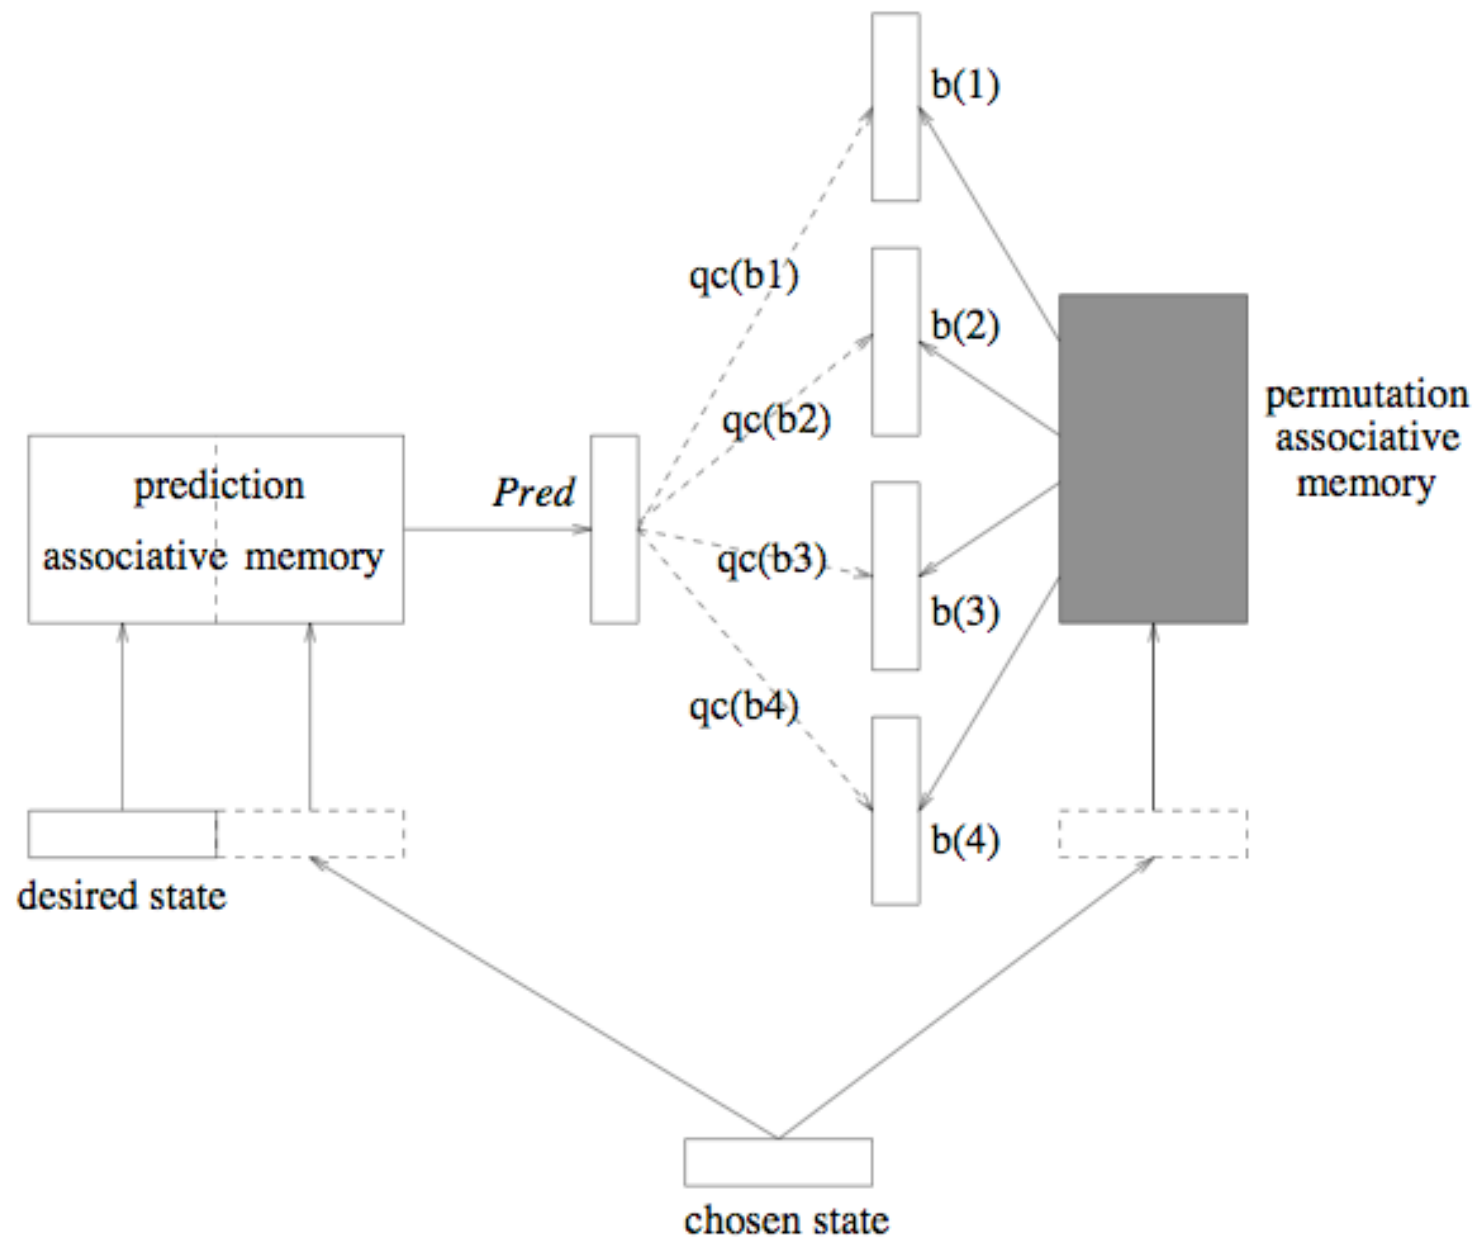 b(1)
qc(b1)
b(2)
permutation
associative
memory
qc(b2)
prediction
Pred
associative memory
qc(b3)
b(3)
qc(b4)
b(4)
desired state
chosen state